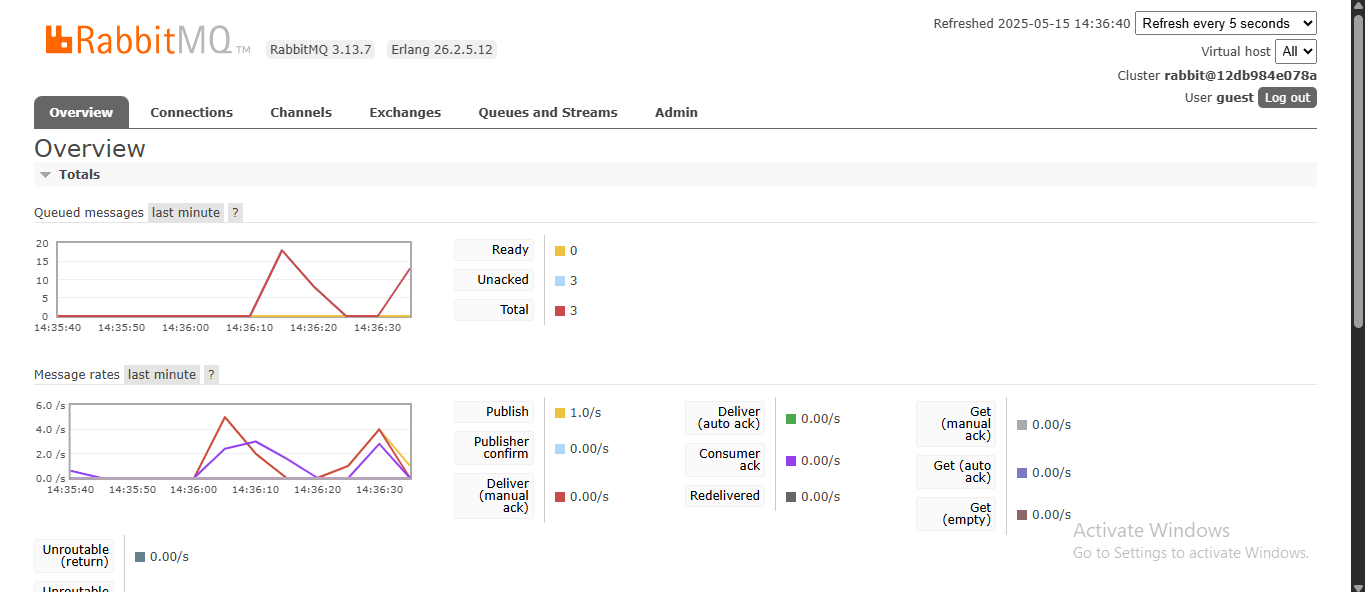 RabbitMQ TM RabbitMQ 3.13.7 Erlang 26.2.5.12
Refreshed 2025-05-15 14:36:40 Refresh every 5 seconds
Virtual host All
Cluster rabbit@12db984e078a
User guest Log out
Overview Connections Channels Exchanges Queues and Streams Admin
Overview
Totals
Queued messages last minute ?
20
15
10
5
0
14:35:40 14:35:50 14:36:00 14:36:10 14:36:20 14:36:30
Ready 0
Unacked 3
Total 3
Message rates last minute ?
6.0 /s
4.0 /s
2.0 /s
0.0 /s
14:35:40 14:35:50 14:36:00 14:36:10 14:36:20 14:36:30
Publish 1.0/s
Publisher
confirm 0.00/s
Deliver
(manual
ack) 0.00/s
Deliver
(auto ack) 0.00/s
Consumer
ack 0.00/s
Redelivered 0.00/s
Get
(manual
ack) 0.00/s
Get (auto
ack) 0.00/s
Get
(empty) 0.00/s
Unroutable
(return) 0.00/s
Unroutable
Activate Windows
Go to Settings to activate Windows.